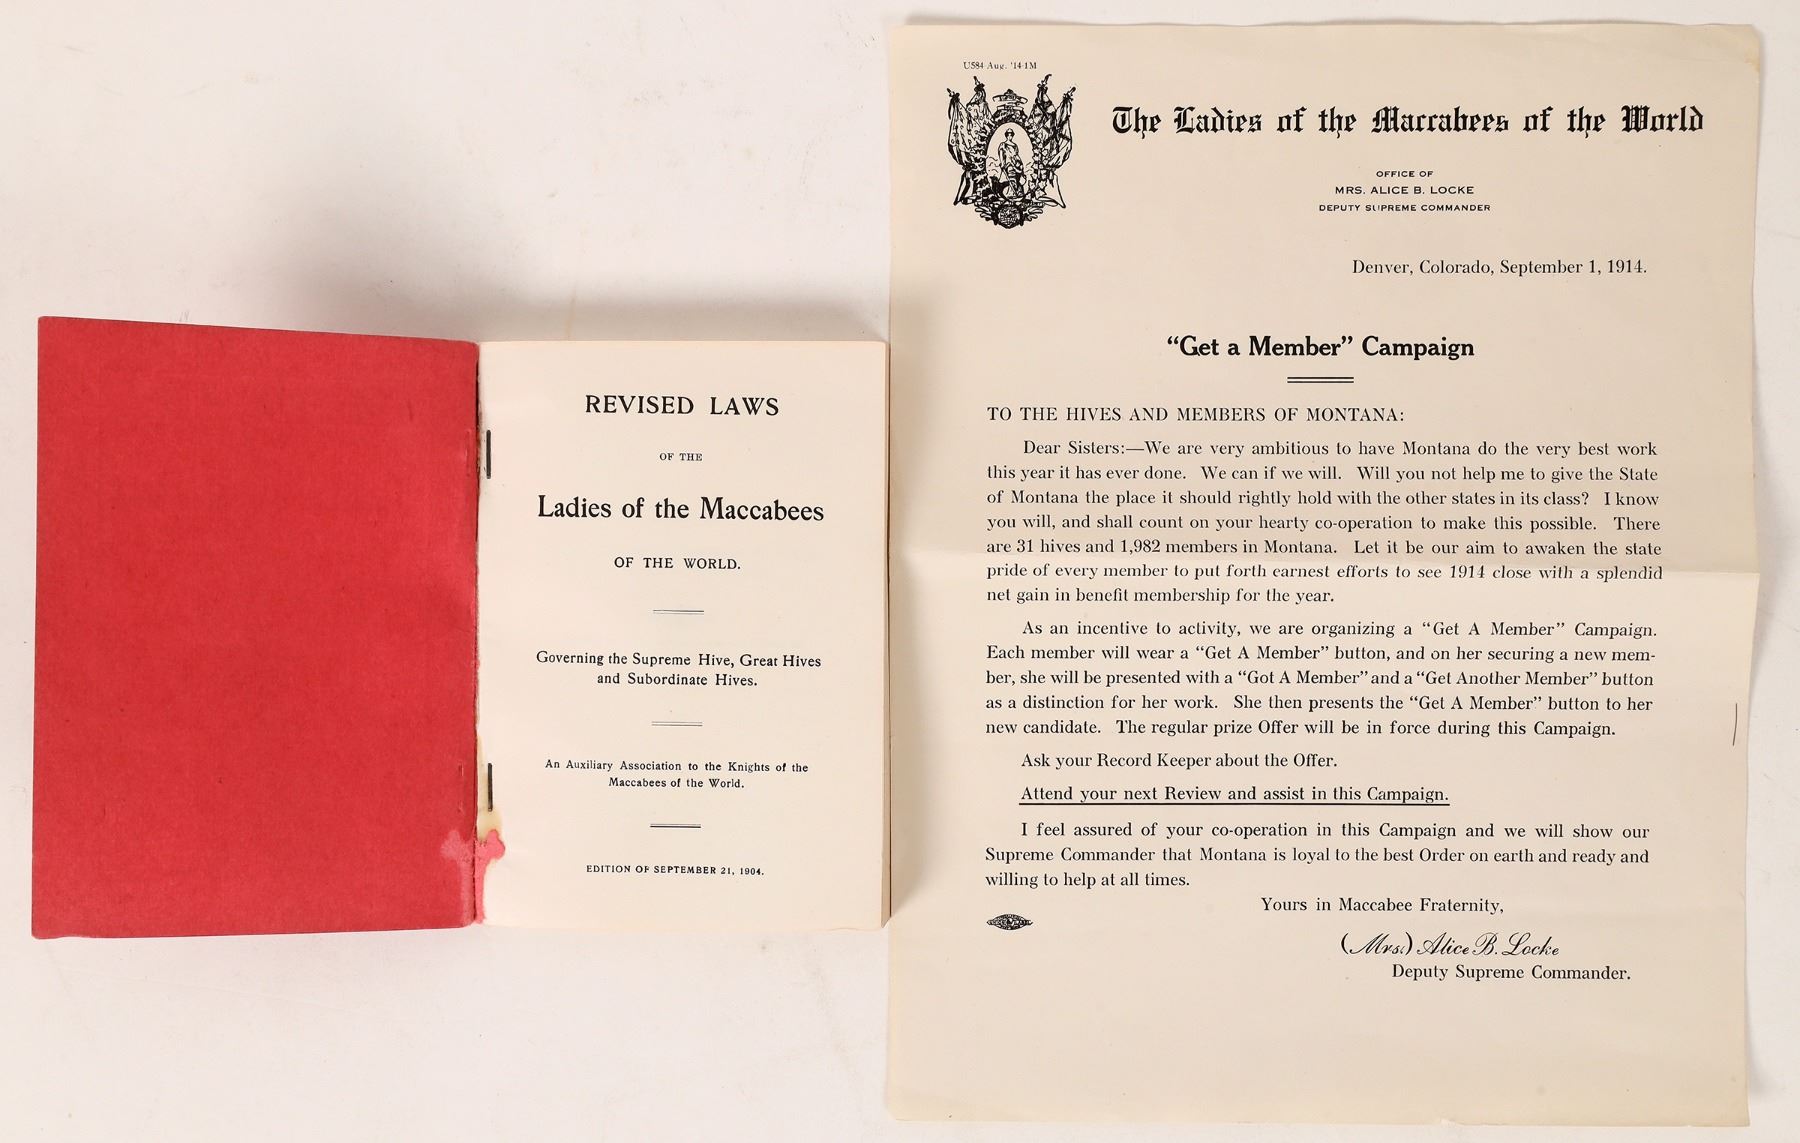 REVISED LAWS
OF THE
Ladies of the Maccabees
OF THE WORLD.
Governing the Supreme Hive, Great Hives
and Subordinate Hives.
An Auxiliary Association to the Knights of the
Maccabees of the World.
EDITION OF SEPTEMBER 21, 1904.
U584 Aug. '14 1M
The Ladies of the Maccabees of the World
OFFICE OF
MRS. ALICE B. LOCKE
DEPUTY SUPREME COMMANDER
Denver, Colorado, September 1, 1914.
“Get a Member” Campaign
TO THE HIVES AND MEMBERS OF MONTANA:
Dear Sisters:—We are very ambitious to have Montana do the very best work
this year it has ever done. We can if we will. Will you not help me to give the State
of Montana the place it should rightly hold with the other states in its class? I know
you will, and shall count on your hearty co-operation to make this possible. There
are 31 hives and 1,982 members in Montana. Let it be our aim to awaken the state
pride of every member to put forth earnest efforts to see 1914 close with a splendid
net gain in benefit membership for the year.
As an incentive to activity, we are organizing a “Get A Member” Campaign.
Each member will wear a “Get A Member” button, and on her securing a new mem-
ber, she will be presented with a “Got A Member” and a “Get Another Member” button
as a distinction for her work. She then presents the “Get A Member” button to her
new candidate. The regular prize Offer will be in force during this Campaign.
Ask your Record Keeper about the Offer.
Attend your next Review and assist in this Campaign.
I feel assured of your co-operation in this Campaign and we will show our
Supreme Commander that Montana is loyal to the best Order on earth and ready and
willing to help at all times.
Yours in Maccabee Fraternity,
(Mrs.) Alice B. Locke
Deputy Supreme Commander.